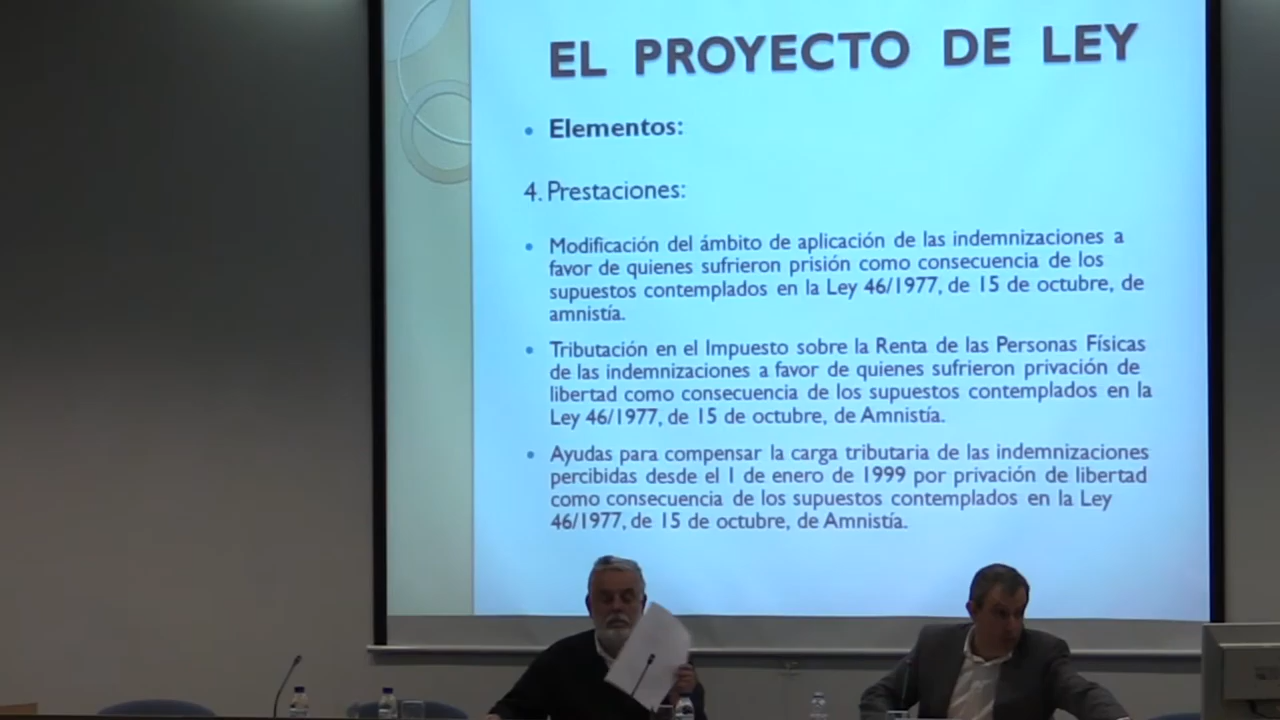 EL PROYECTO DE LEY
• Elementos:
4. Prestaciones:
• Modificación del ámbito de aplicación de las indemnizaciones a
favor de quienes sufrieron prisión como consecuencia de los
supuestos contemplados en la Ley 46/1977, de 15 de octubre, de
amnistía.
• Tributación en el Impuesto sobre la Renta de las Personas Físicas
de las indemnizaciones a favor de quienes sufrieron privación de
libertad como consecuencia de los supuestos contemplados en la
Ley 46/1977, de 15 de octubre, de Amnistía.
• Ayudas para compensar la carga tributaria de las indemnizaciones
percibidas desde el 1 de enero de 1999 por privación de libertad
como consecuencia de los supuestos contemplados en la Ley
46/1977, de 15 de octubre, de Amnistía.